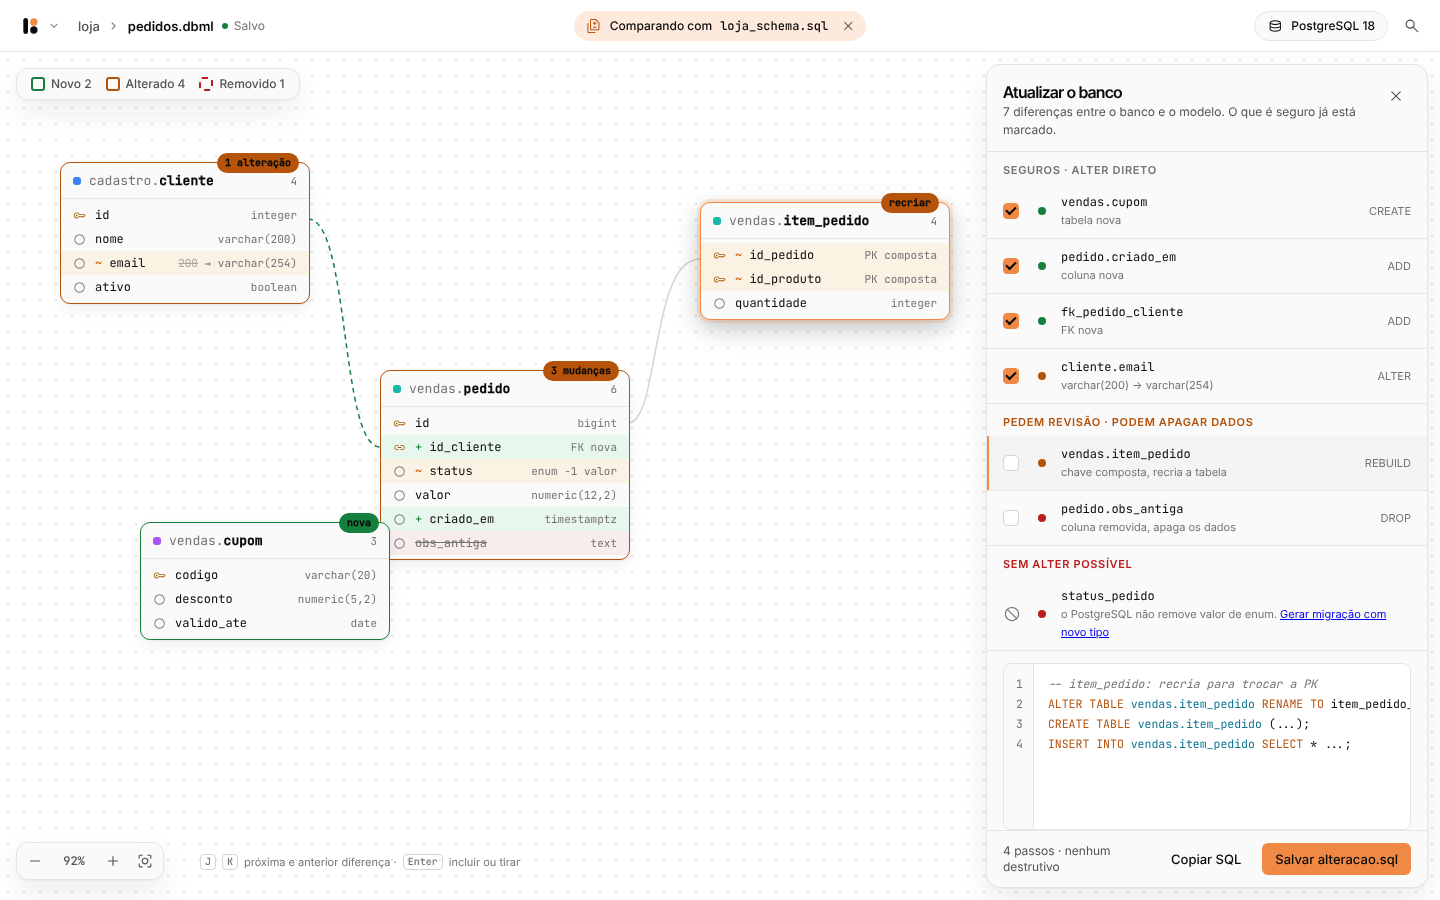 loja > pedidos.dbml Salvo
Comparando com loja_schema.sql
PostgreSQL 18
Novo 2 Alterado 4 Removido 1
1 alteração
cadastro.cliente 4
id integer
nome varchar(200)
~ email 200 → varchar(254)
ativo boolean
recriar
vendas.item_pedido 4
~ id_pedido PK composta
~ id_produto PK composta
quantidade integer
3 mudanças
vendas.pedido 6
id bigint
+ id_cliente FK nova
~ status enum -1 valor
valor numeric(12,2)
+ criado_em timestamptz
obs_antiga text
nova
vendas.cupom 3
codigo varchar(20)
desconto numeric(5,2)
valido_ate date
− 92% +
J K próxima e anterior diferença · Enter incluir ou tirar
Atualizar o banco
7 diferenças entre o banco e o modelo. O que é seguro já está
marcado.
SEGUROS · ALTER DIRETO
vendas.cupom CREATE
tabela nova
pedido.criado_em ADD
coluna nova
fk_pedido_cliente ADD
FK nova
cliente.email ALTER
varchar(200) → varchar(254)
PEDEM REVISÃO · PODEM APAGAR DADOS
vendas.item_pedido REBUILD
chave composta, recria a tabela
pedido.obs_antiga DROP
coluna removida, apaga os dados
SEM ALTER POSSÍVEL
status_pedido
o PostgreSQL não remove valor de enum. Gerar migração com
novo tipo
1 -- item_pedido: recria para trocar a PK
2 ALTER TABLE vendas.item_pedido RENAME TO item_pedido_
3 CREATE TABLE vendas.item_pedido (...);
4 INSERT INTO vendas.item_pedido SELECT * ...;
4 passos · nenhum
destrutivo
Copiar SQL
Salvar alteracao.sql